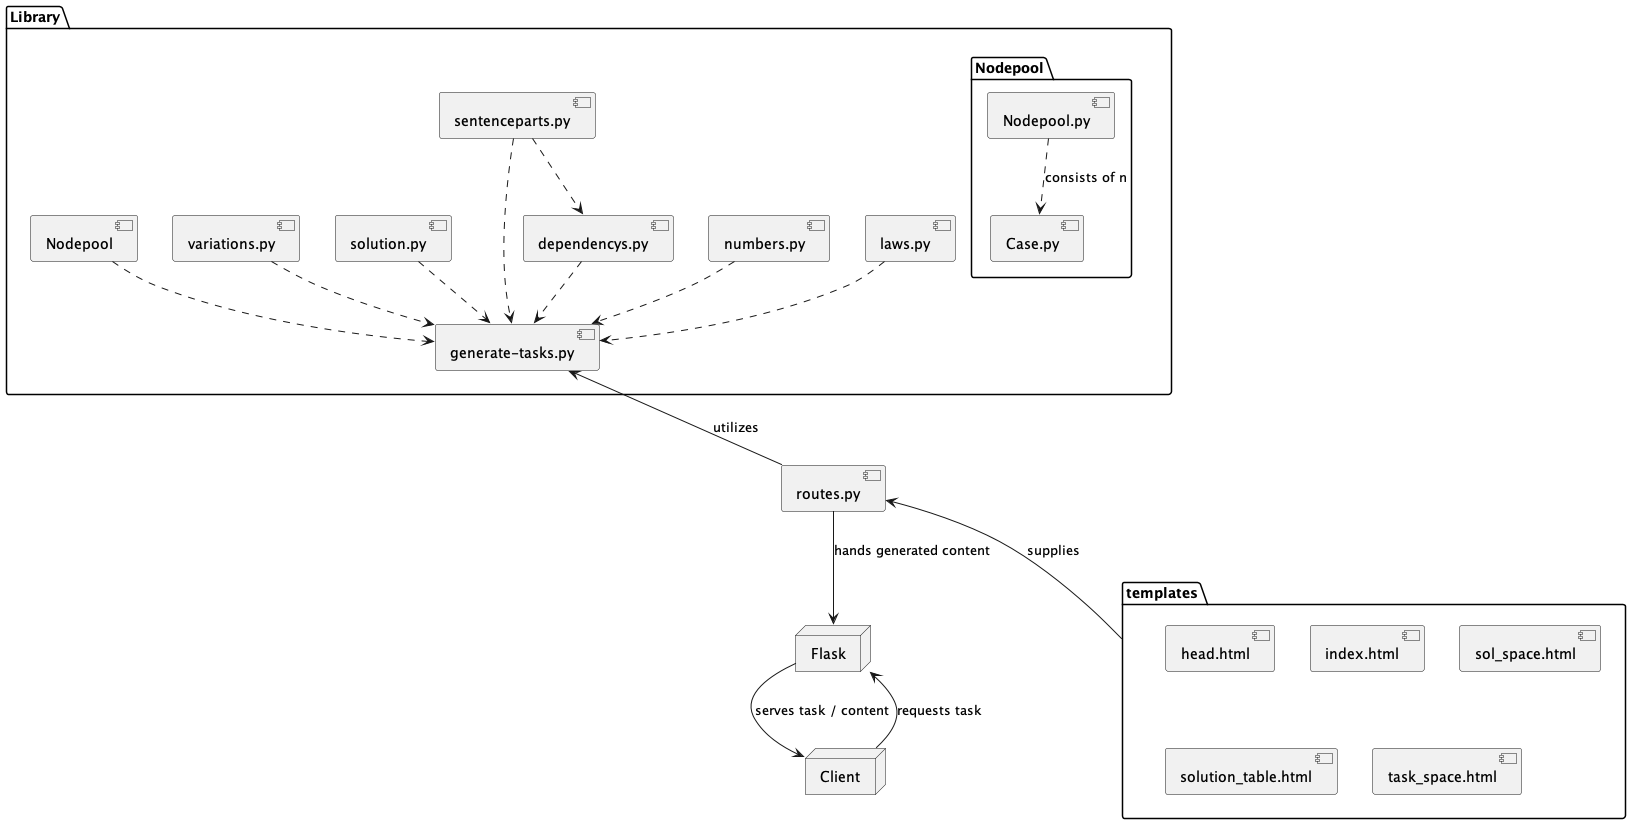 Library
Nodepool
sentenceparts.py
Nodepool.py
consists of n
Nodepool
variations.py
solution.py
dependencys.py
numbers.py
laws.py
Case.py
generate-tasks.py
utilizes
routes.py
hands generated content
supplies
templates
Flask
head.html
index.html
sol_space.html
serves task / content
requests task
Client
solution_table.html
task_space.html